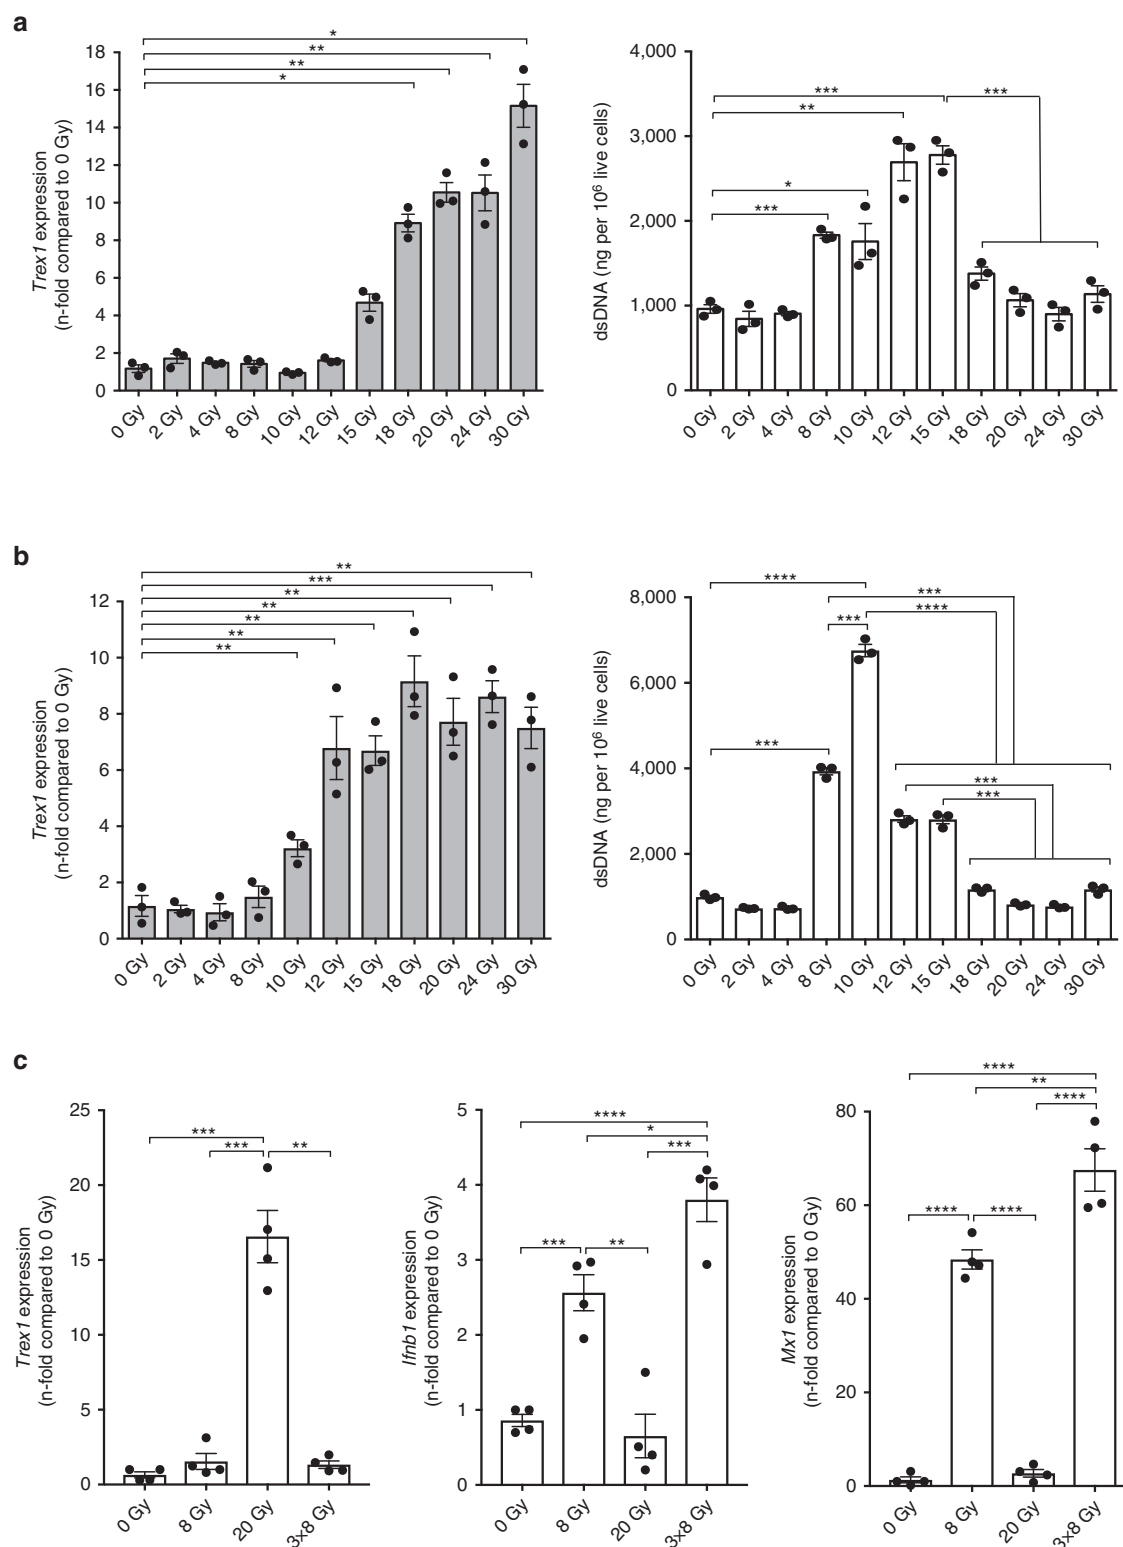 a
*
**
**
*
18
16
14
12
10
8
6
4
2
0
Trex1 expression
(n-fold compared to 0 Gy)
0 Gy
2 Gy
4 Gy
8 Gy
10 Gy
12 Gy
15 Gy
18 Gy
20 Gy
24 Gy
30 Gy
4,000
3,000
2,000
1,000
0
dsDNA (ng per 10⁶ live cells)
***
***
**
*
***
0 Gy
2 Gy
4 Gy
8 Gy
10 Gy
12 Gy
15 Gy
18 Gy
20 Gy
24 Gy
30 Gy
b
**
***
**
**
**
**
**
12
10
8
6
4
2
0
Trex1 expression
(n-fold compared to 0 Gy)
0 Gy
2 Gy
4 Gy
8 Gy
10 Gy
12 Gy
15 Gy
18 Gy
20 Gy
24 Gy
30 Gy
8,000
6,000
4,000
2,000
0
dsDNA (ng per 10⁶ live cells)
****
***
****
***
***
***
***
0 Gy
2 Gy
4 Gy
8 Gy
10 Gy
12 Gy
15 Gy
18 Gy
20 Gy
24 Gy
30 Gy
c
25
20
15
10
5
0
Trex1 expression
(n-fold compared to 0 Gy)
***
***
**
0 Gy
8 Gy
20 Gy
3×8 Gy
5
4
3
2
1
0
Ifnb1 expression
(n-fold compared to 0 Gy)
****
*
***
***
**
0 Gy
8 Gy
20 Gy
3×8 Gy
80
60
40
20
0
Mx1 expression
(n-fold compared to 0 Gy)
****
**
****
****
****
0 Gy
8 Gy
20 Gy
3×8 Gy